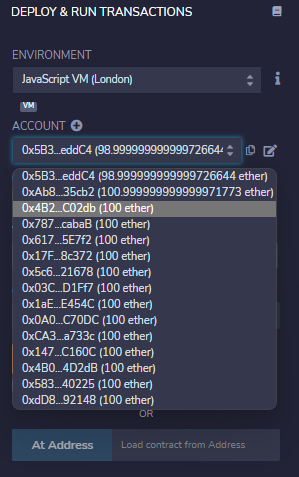 DEPLOY & RUN TRANSACTIONS
ENVIRONMENT
JavaScript VM (London)
VM
ACCOUNT
0x5B3...eddC4 (98.999999999999726644
0x5B3...eddC4 (98.999999999999726644 ether)
0xAb8...35cb2 (100.999999999999971773 ether)
0x4B2...C02db (100 ether)
0x787...cabaB (100 ether)
0x617...5E7f2 (100 ether)
0x17F...8c372 (100 ether)
0x5c6...21678 (100 ether)
0x03C...D1Ff7 (100 ether)
0x1aE...E454C (100 ether)
0x0A0...C70DC (100 ether)
0xCA3...a733c (100 ether)
0x147...C160C (100 ether)
0x4B0...4D2dB (100 ether)
0x583...40225 (100 ether)
0xdD8...92148 (100 ether)
OR
At Address
Load contract from Address